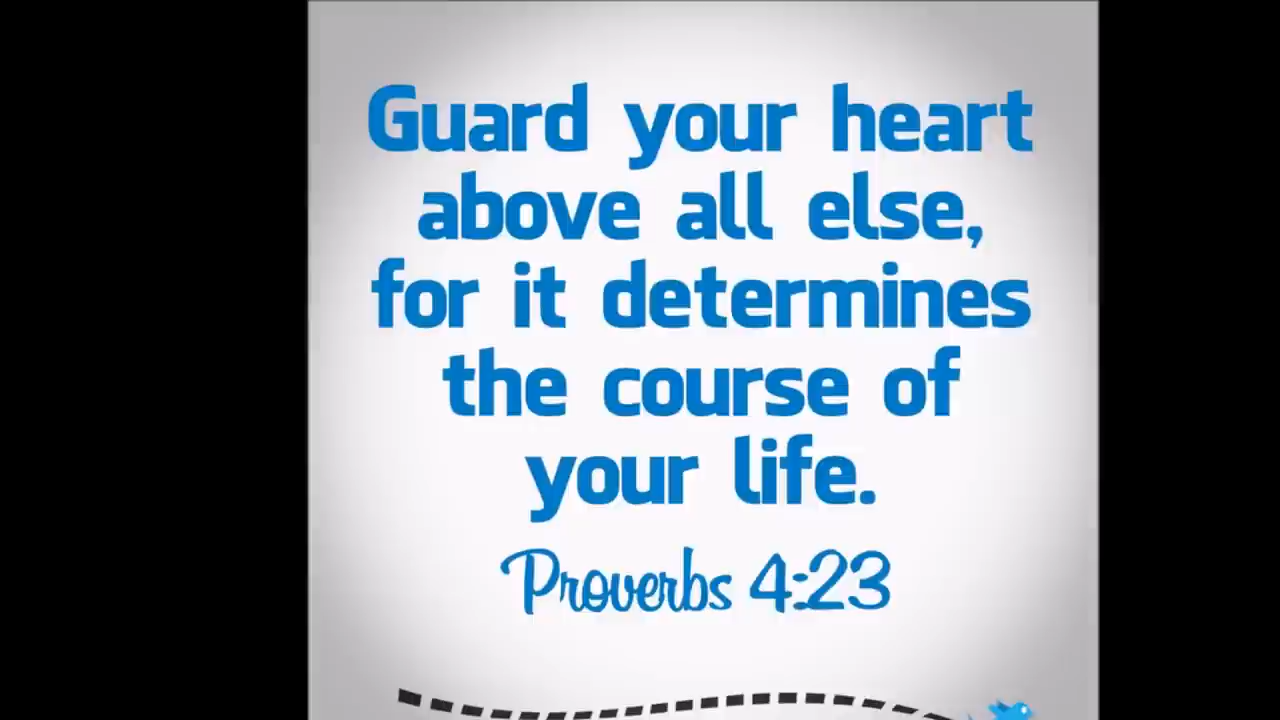 Guard your heart
above all else,
for it determines
the course of
your life.
Proverbs 4:23